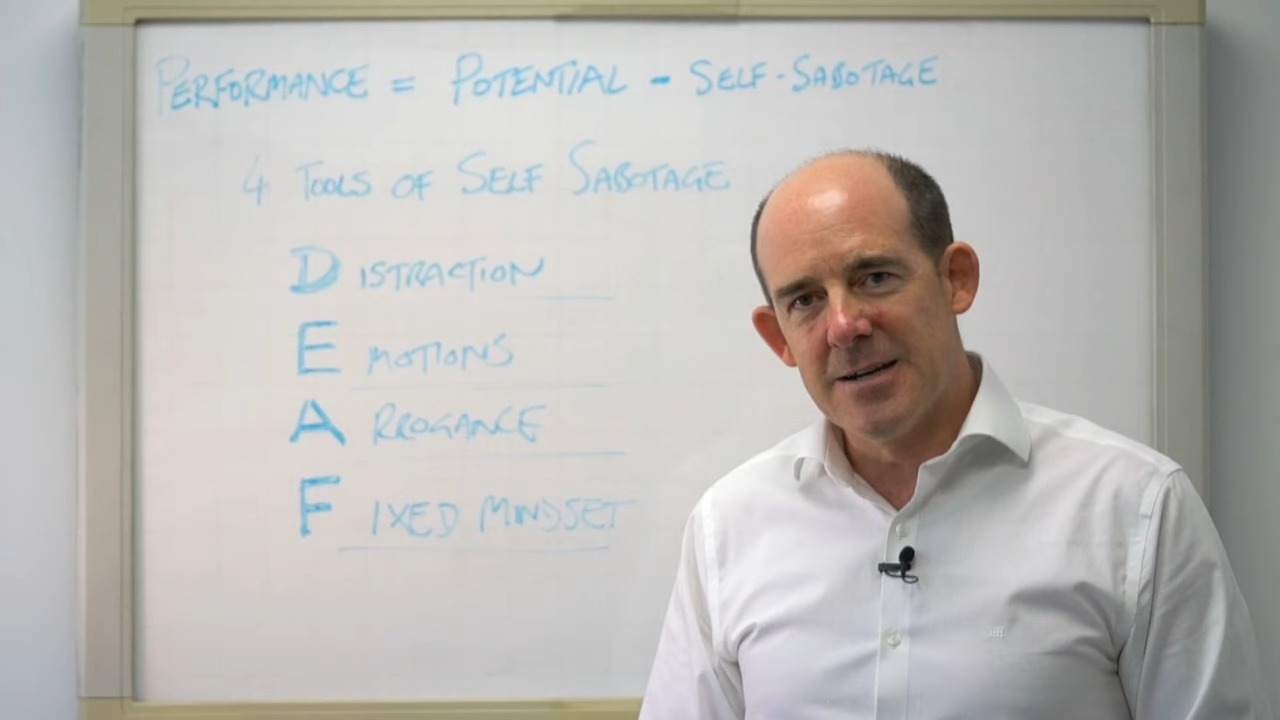 PERFORMANCE = POTENTIAL - SELF-SABOTAGE
4 TOOLS OF SELF SABOTAGE
DISTRACTION
EMOTIONS
ARROGANCE
FIXED MINDSET